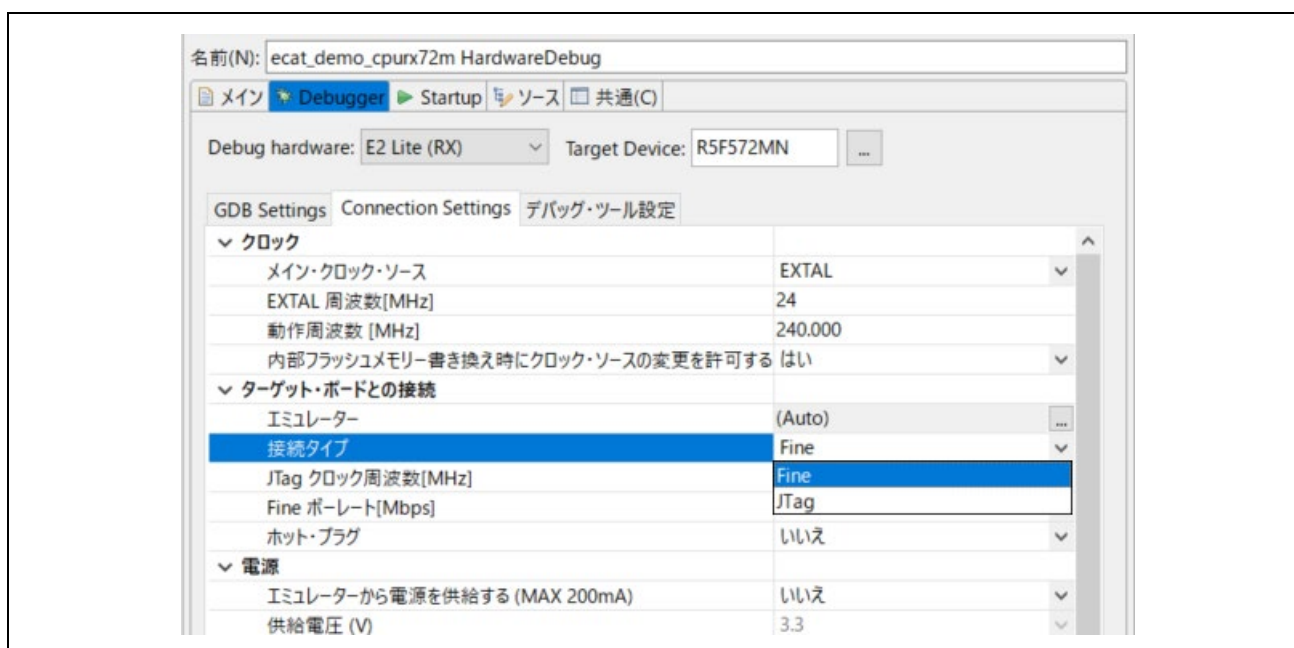 名前(N): ecat_demo_cpurx72m HardwareDebug
メイン Debugger Startup ソース 共通(C)
Debug hardware: E2 Lite (RX) Target Device: R5F572MN ...
GDB Settings Connection Settings デバッグ・ツール設定
クロック
メイン・クロック・ソース EXTAL
EXTAL 周波数[MHz] 24
動作周波数 [MHz] 240.000
内部フラッシュメモリー書き換え時にクロック・ソースの変更を許可する はい
ターゲット・ボードとの接続
エミュレーター (Auto) ...
接続タイプ Fine
JTag クロック周波数[MHz] Fine
Fine ボーレート[Mbps] JTag
ホット・プラグ いいえ
電源
エミュレーターから電源を供給する (MAX 200mA) いいえ
供給電圧 (V) 3.3